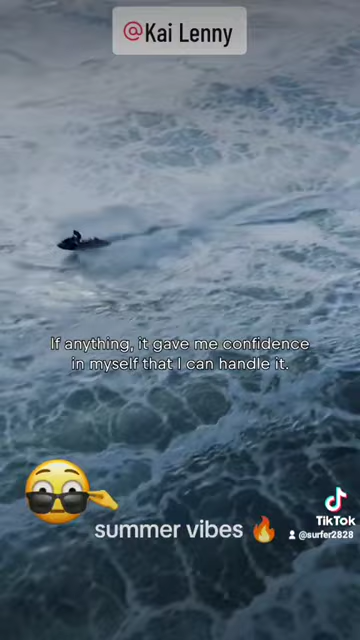 @Kai Lenny
If anything, it gave me confidence
in myself that I can handle it.
summer vibes 🔥
TikTok
@surfer2828